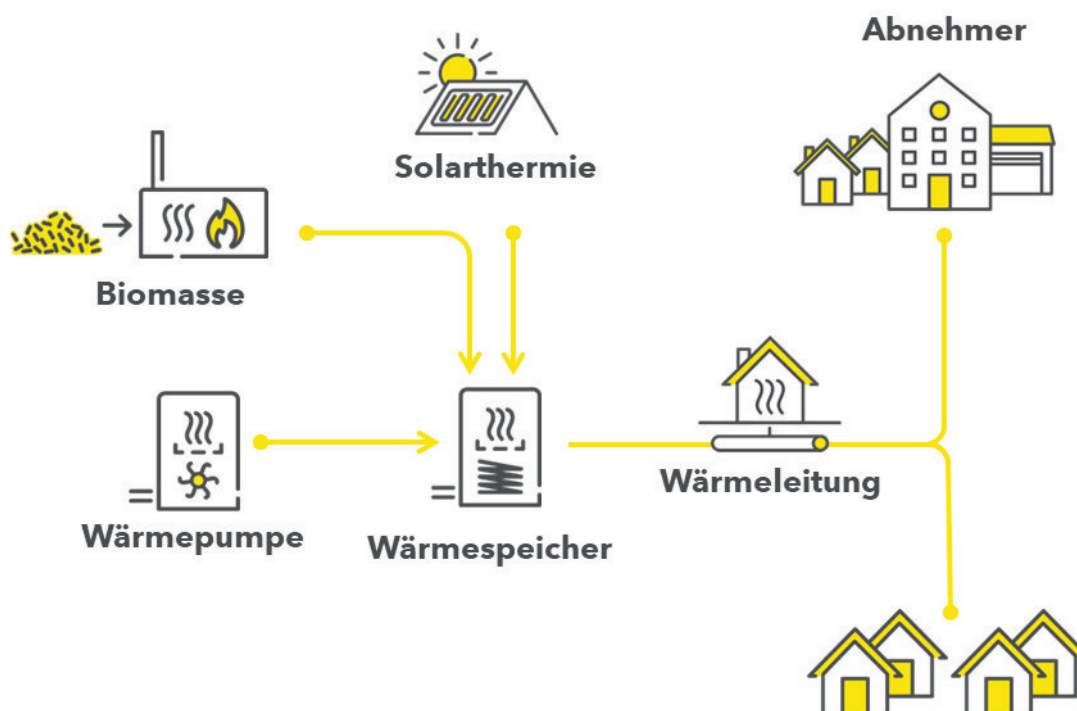 Abnehmer
Solarthermie
Biomasse
Wärmeleitung
Wärmepumpe
Wärmespeicher